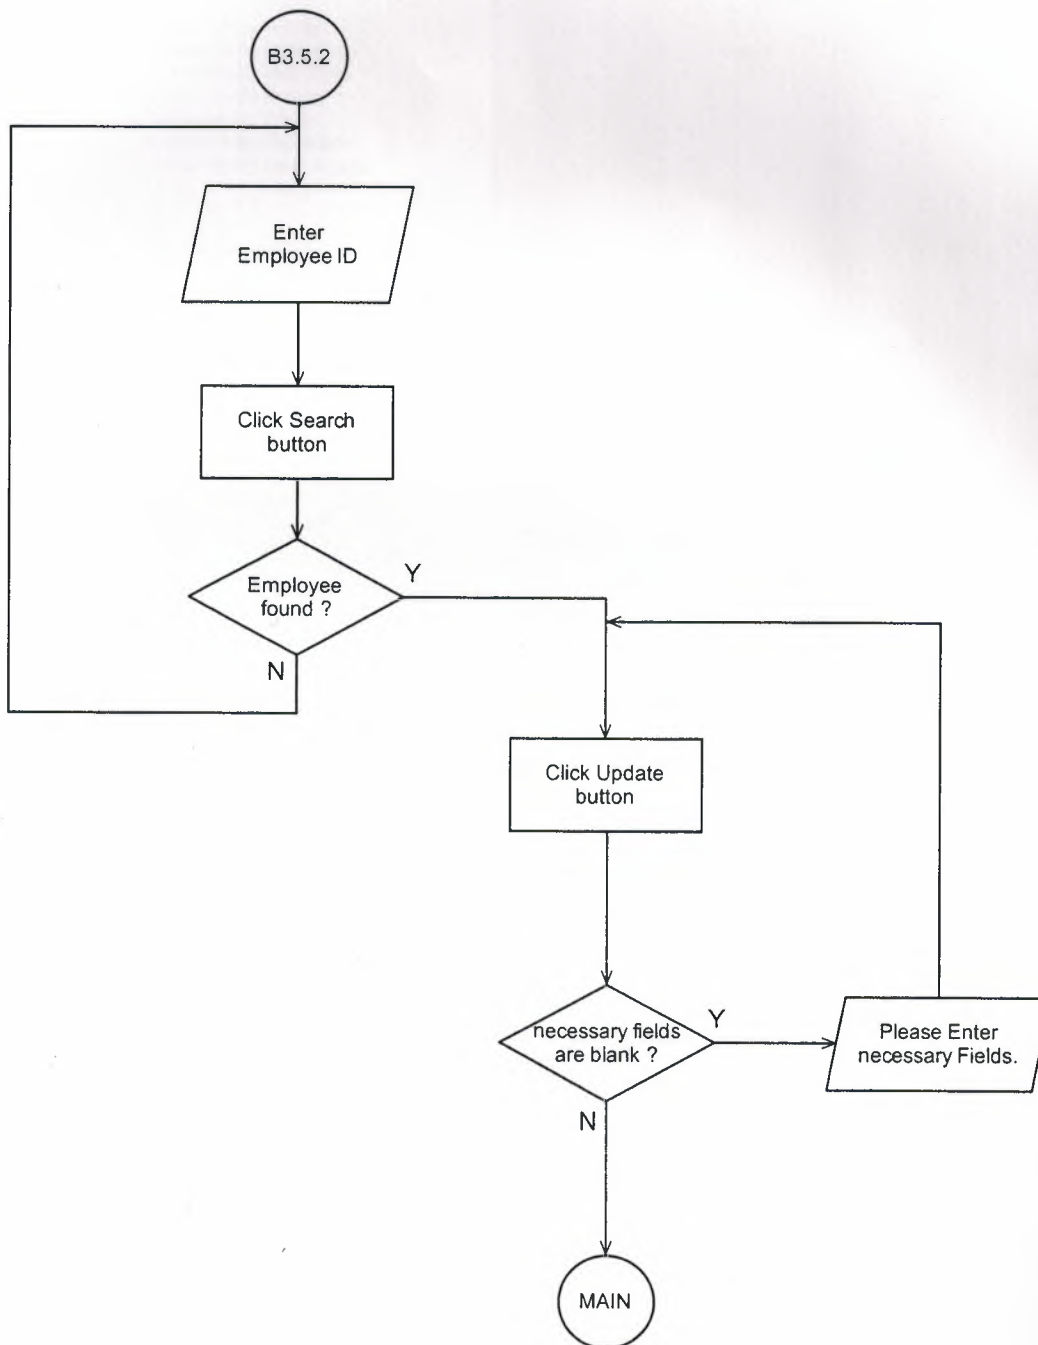 B3.5.2
Enter
Employee ID
Click Search
button
Employee
found ?
Y
N
Click Update
button
necessary fields
are blank ?
Y
Please Enter
necessary Fields.
N
MAIN